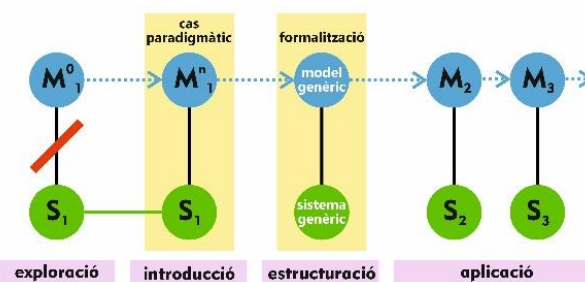 cas
paradigmàtic
formalització
M⁰₁
Mⁿ₁
model
genèric
M₂
M₃
S₁
S₁
sistema
genèric
S₂
S₃
exploració
introducció
estructuració
aplicació